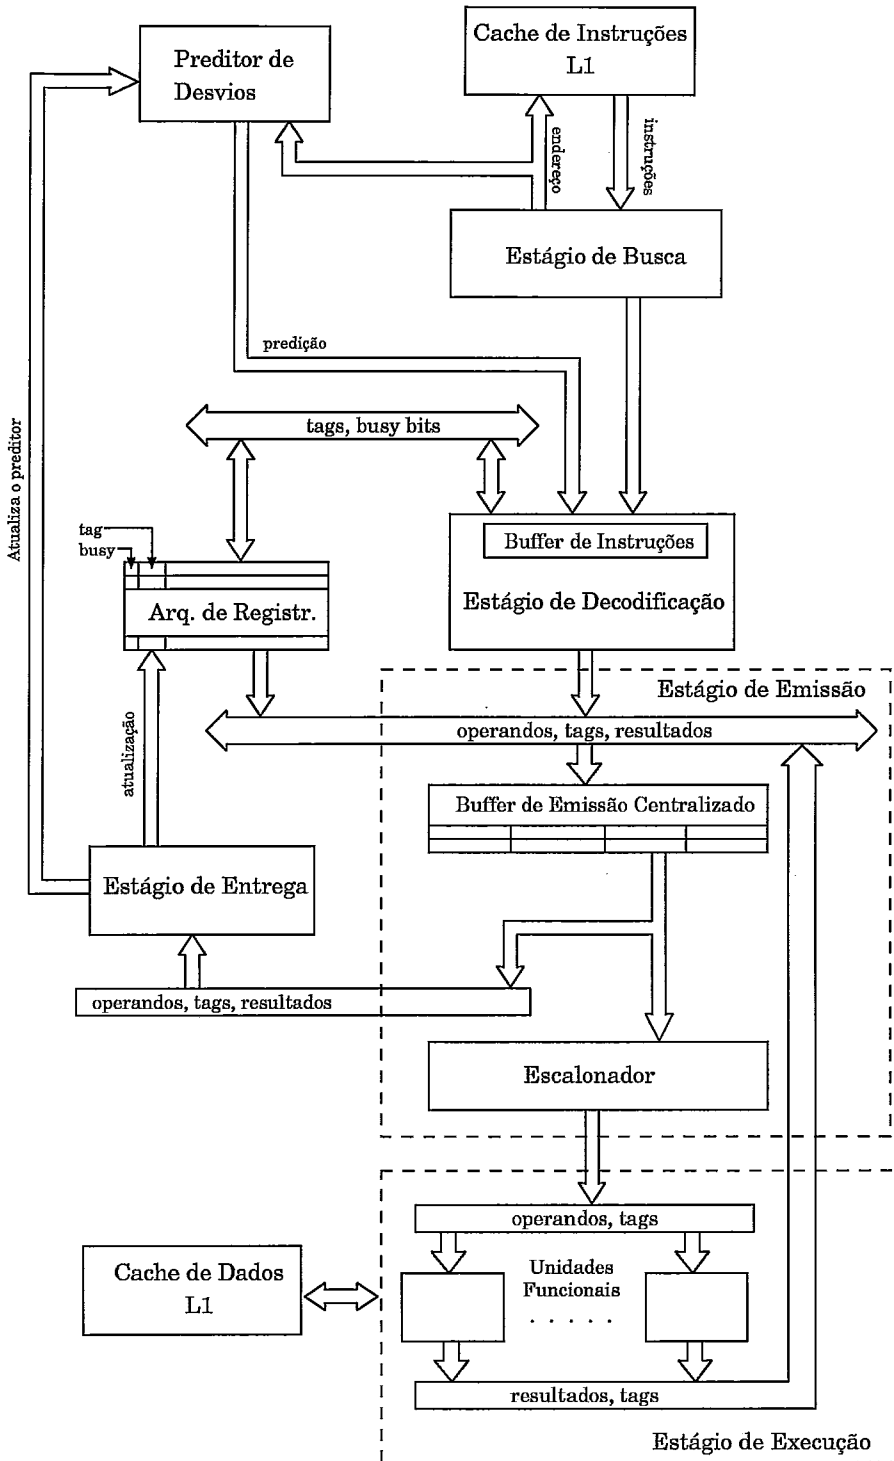 Cache de Instruções
L1
Preditor de
Desvios
endereço
instruções
Estágio de Busca
predição
Atualiza o preditor
tags, busy bits
tag
busy
Buffer de Instruções
Arq. de Registr.
Estágio de Decodificação
Estágio de Emissão
operandos, tags, resultados
atualização
Buffer de Emissão Centralizado
Estágio de Entrega
operandos, tags, resultados
Escalonador
operandos, tags
Cache de Dados
L1
Unidades
Funcionais
. . . . .
resultados, tags
Estágio de Execução